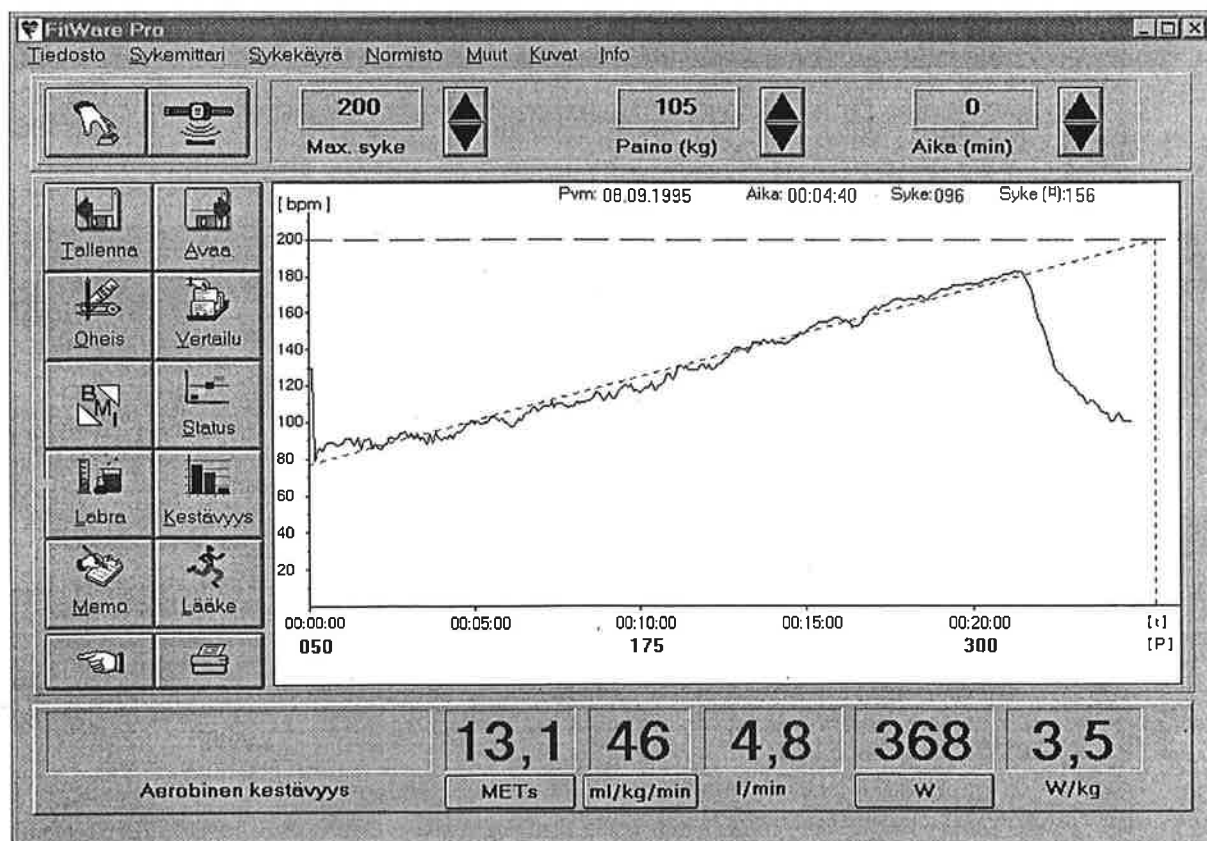 FitWare Pro
Tiedosto Sykemittari Sykekäyrä Normisto Muut Kuvat Info
200 105 0
Max. syke Paino (kg) Aika (min)
Pvm: 08.09.1995 Aika: 00:04:40 Syke:096 Syke (¤):156
[ bpm ]
200
180
160
140
120
100
80
60
40
20
00:00:00 00:05:00 00:10:00 00:15:00 00:20:00 [t]
050 175 300 [P]
Tallenna Avaa
Oheis Vertailu
BMI Status
Labra Kestävyys
Memo Lääke
13,1 46 4,8 368 3,5
Aerobinen kestävyys METs ml/kg/min l/min W W/kg